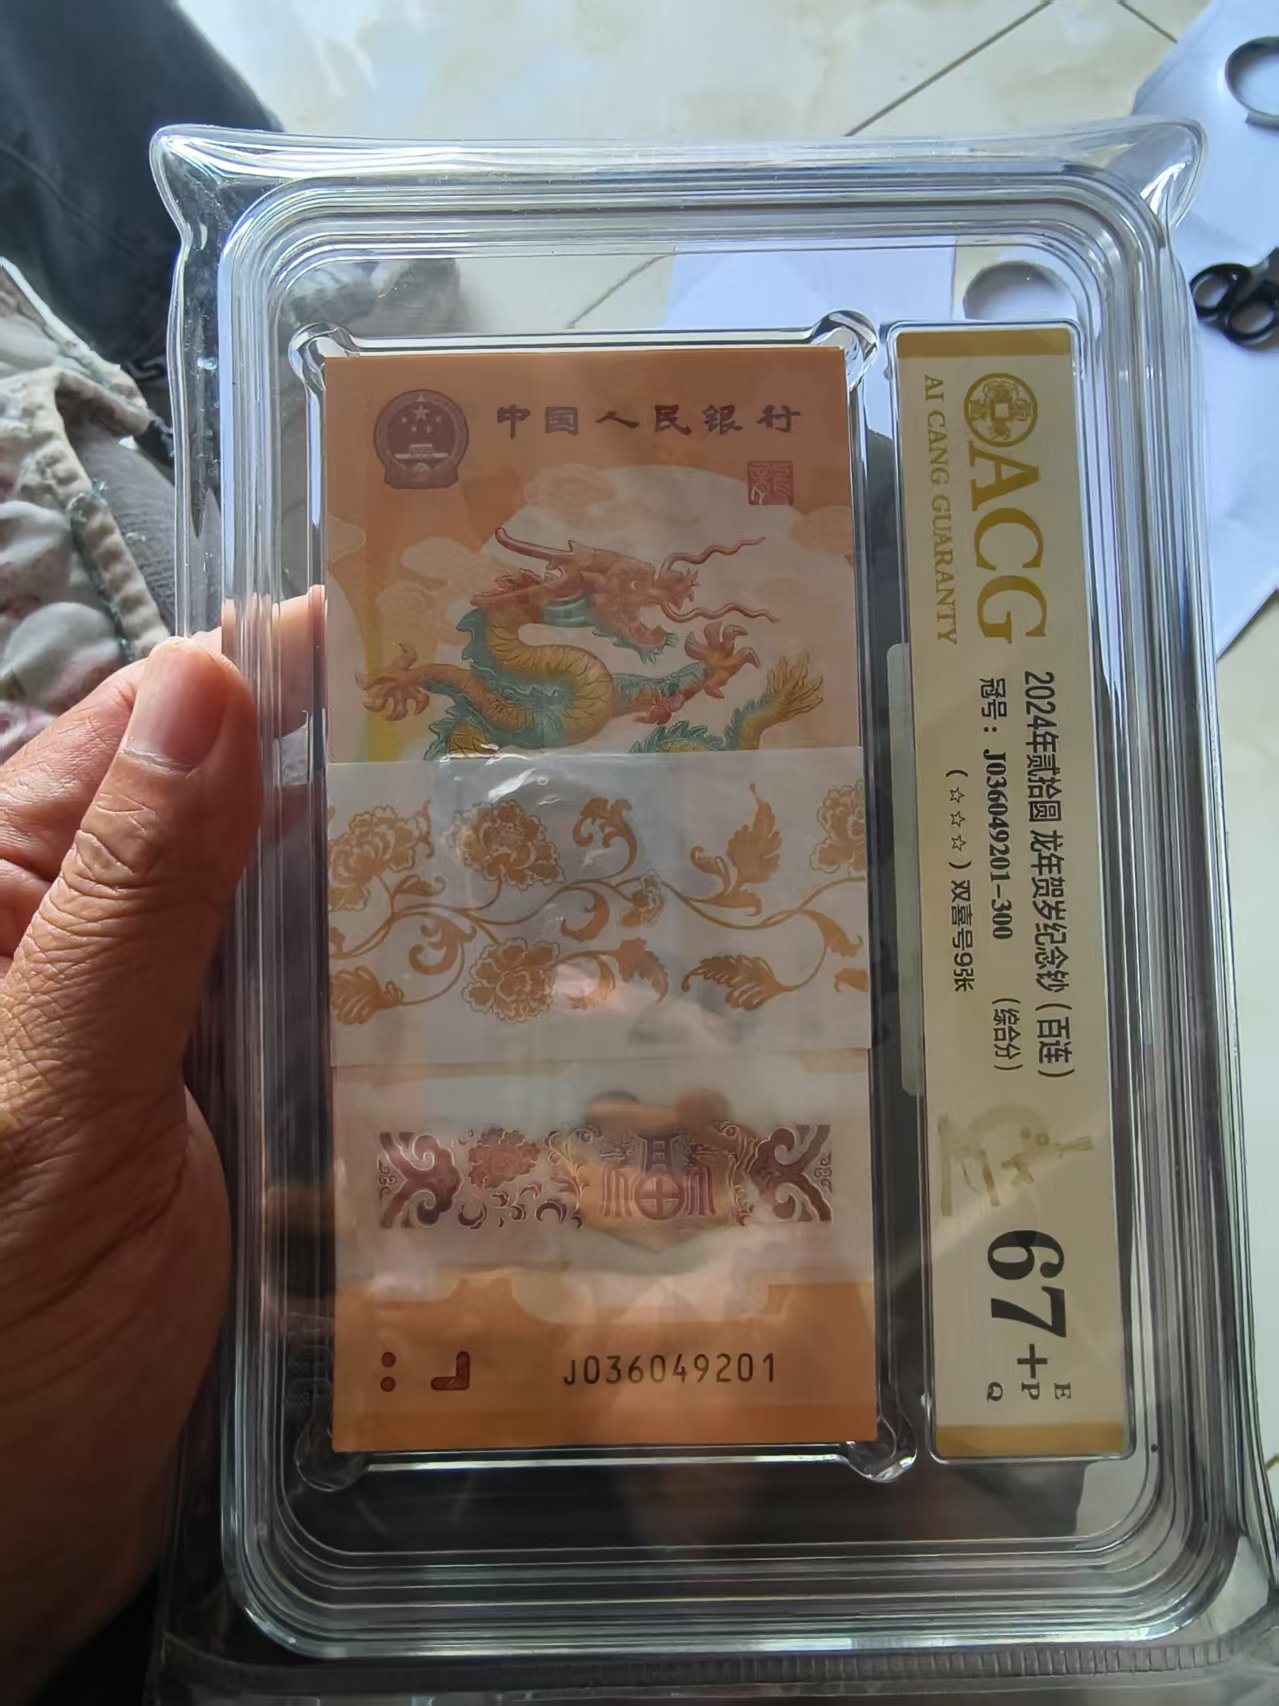 中国人民银行
J036049201
ACG
AI CANG GUARANTY
2024年贰拾圆 龙年贺岁纪念钞（百连）
冠号：J036049201-300 （综合分）
（☆☆☆）双喜号9张
67+
E
P
Q